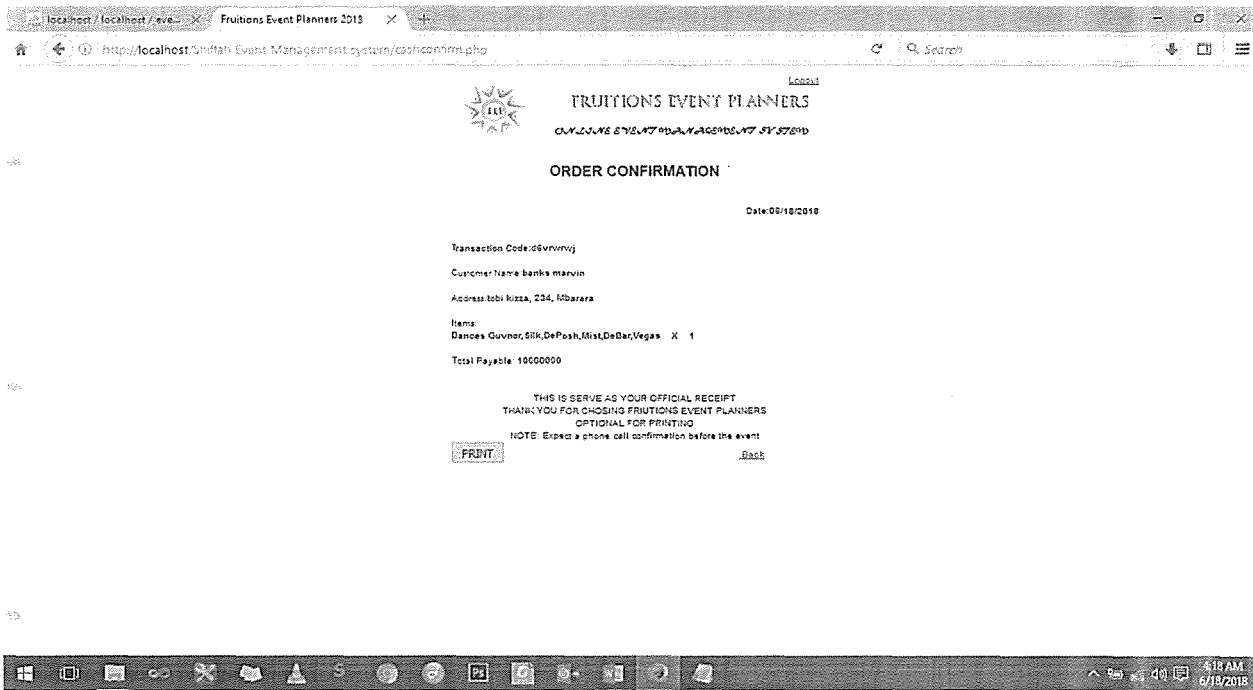 localhost / localhost / eve...
Fruitions Event Planners 2018
http://localhost/Shiftah Event Management system/cashconfirm.php
Search
Logout
FRUITIONS EVENT PLANNERS
ONLINE EVENT MANAGEMENT SYSTEM
ORDER CONFIRMATION
Date:06/18/2018
Transaction Code:
Customer Name:banks marvin
Address:tobi kizza, 234, Mbarara
Items:
Dances Guvnor,Silk,DePosh,Mist,DeBar,Vegas X 1
Total Payable: 10000000
THIS IS SERVE AS YOUR OFFICIAL RECEIPT
THANK YOU FOR CHOSING FRIUTIONS EVENT PLANNERS
OPTIONAL FOR PRINTING
NOTE: Expect a phone call confirmation before the event
PRINT
Back
4:18 AM
6/18/2018